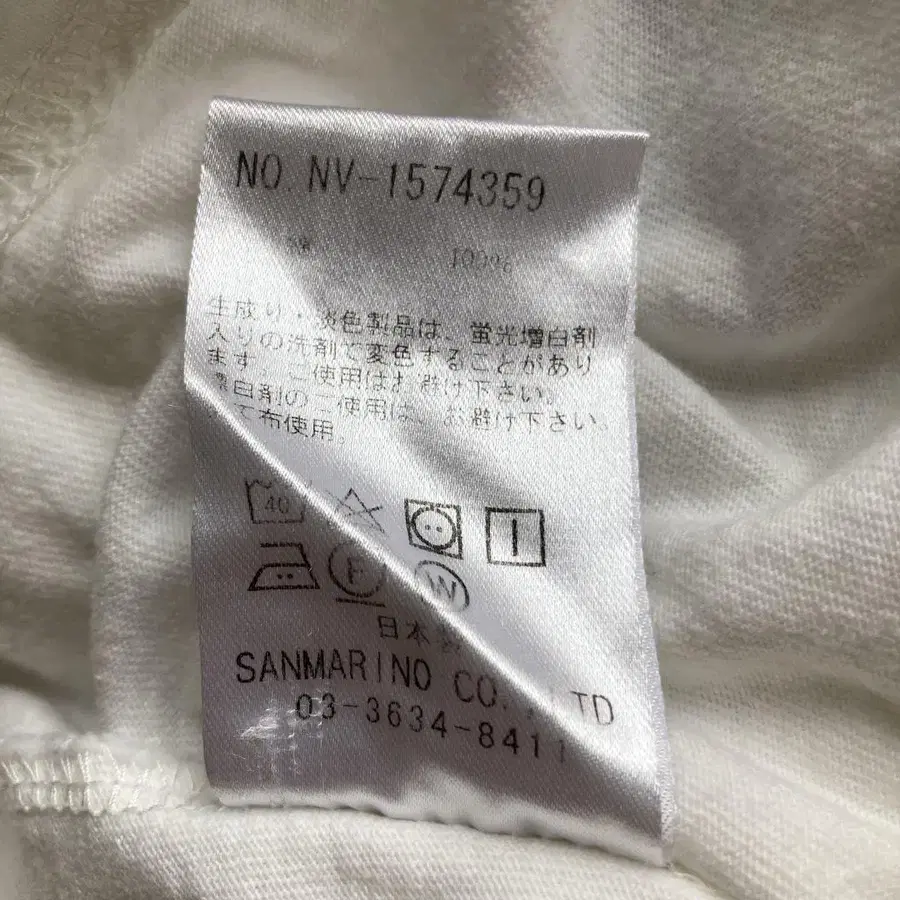 NO. NV-1574359
綿 100%
生成り・淡色製品は、蛍光増白剤
入りの洗剤で変色することがあり
ます ご使用はお避け下さい。
白剤のご使用は、お避け下さい。
て布使用。
40
F W
日本製
SANMARINO CO.,LTD
03-3634-8411